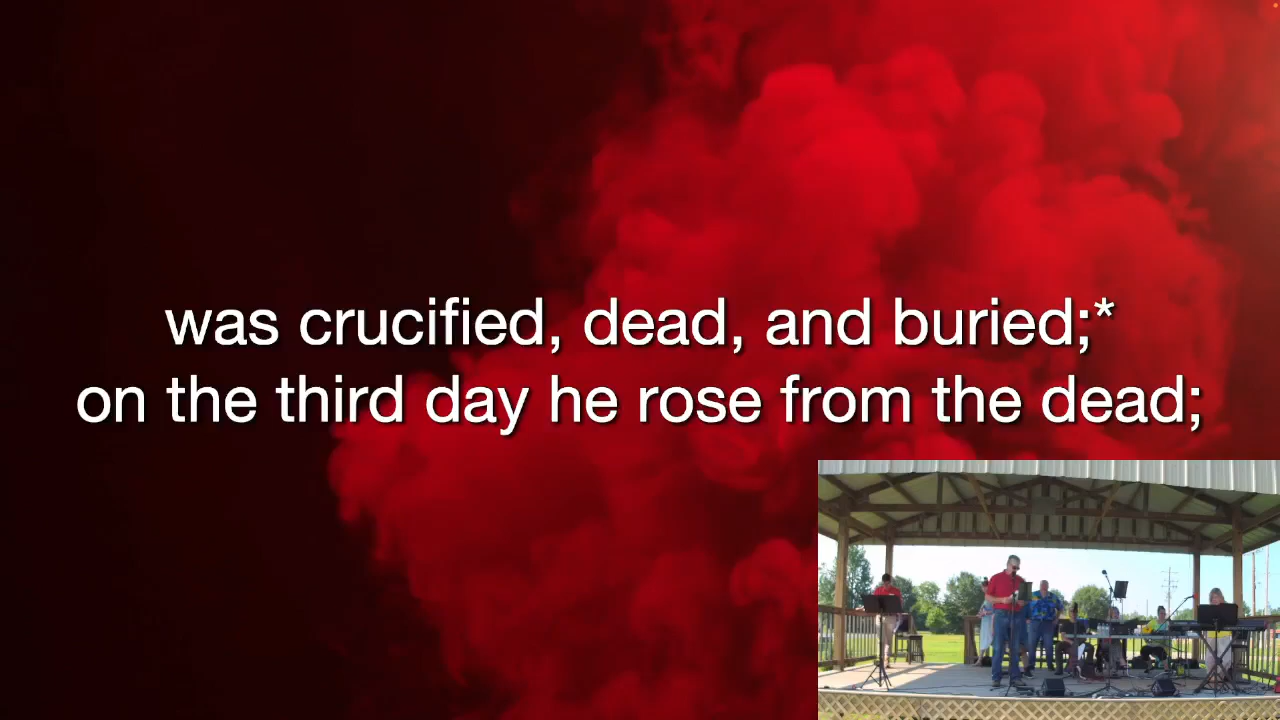 was crucified, dead, and buried;*
on the third day he rose from the dead;